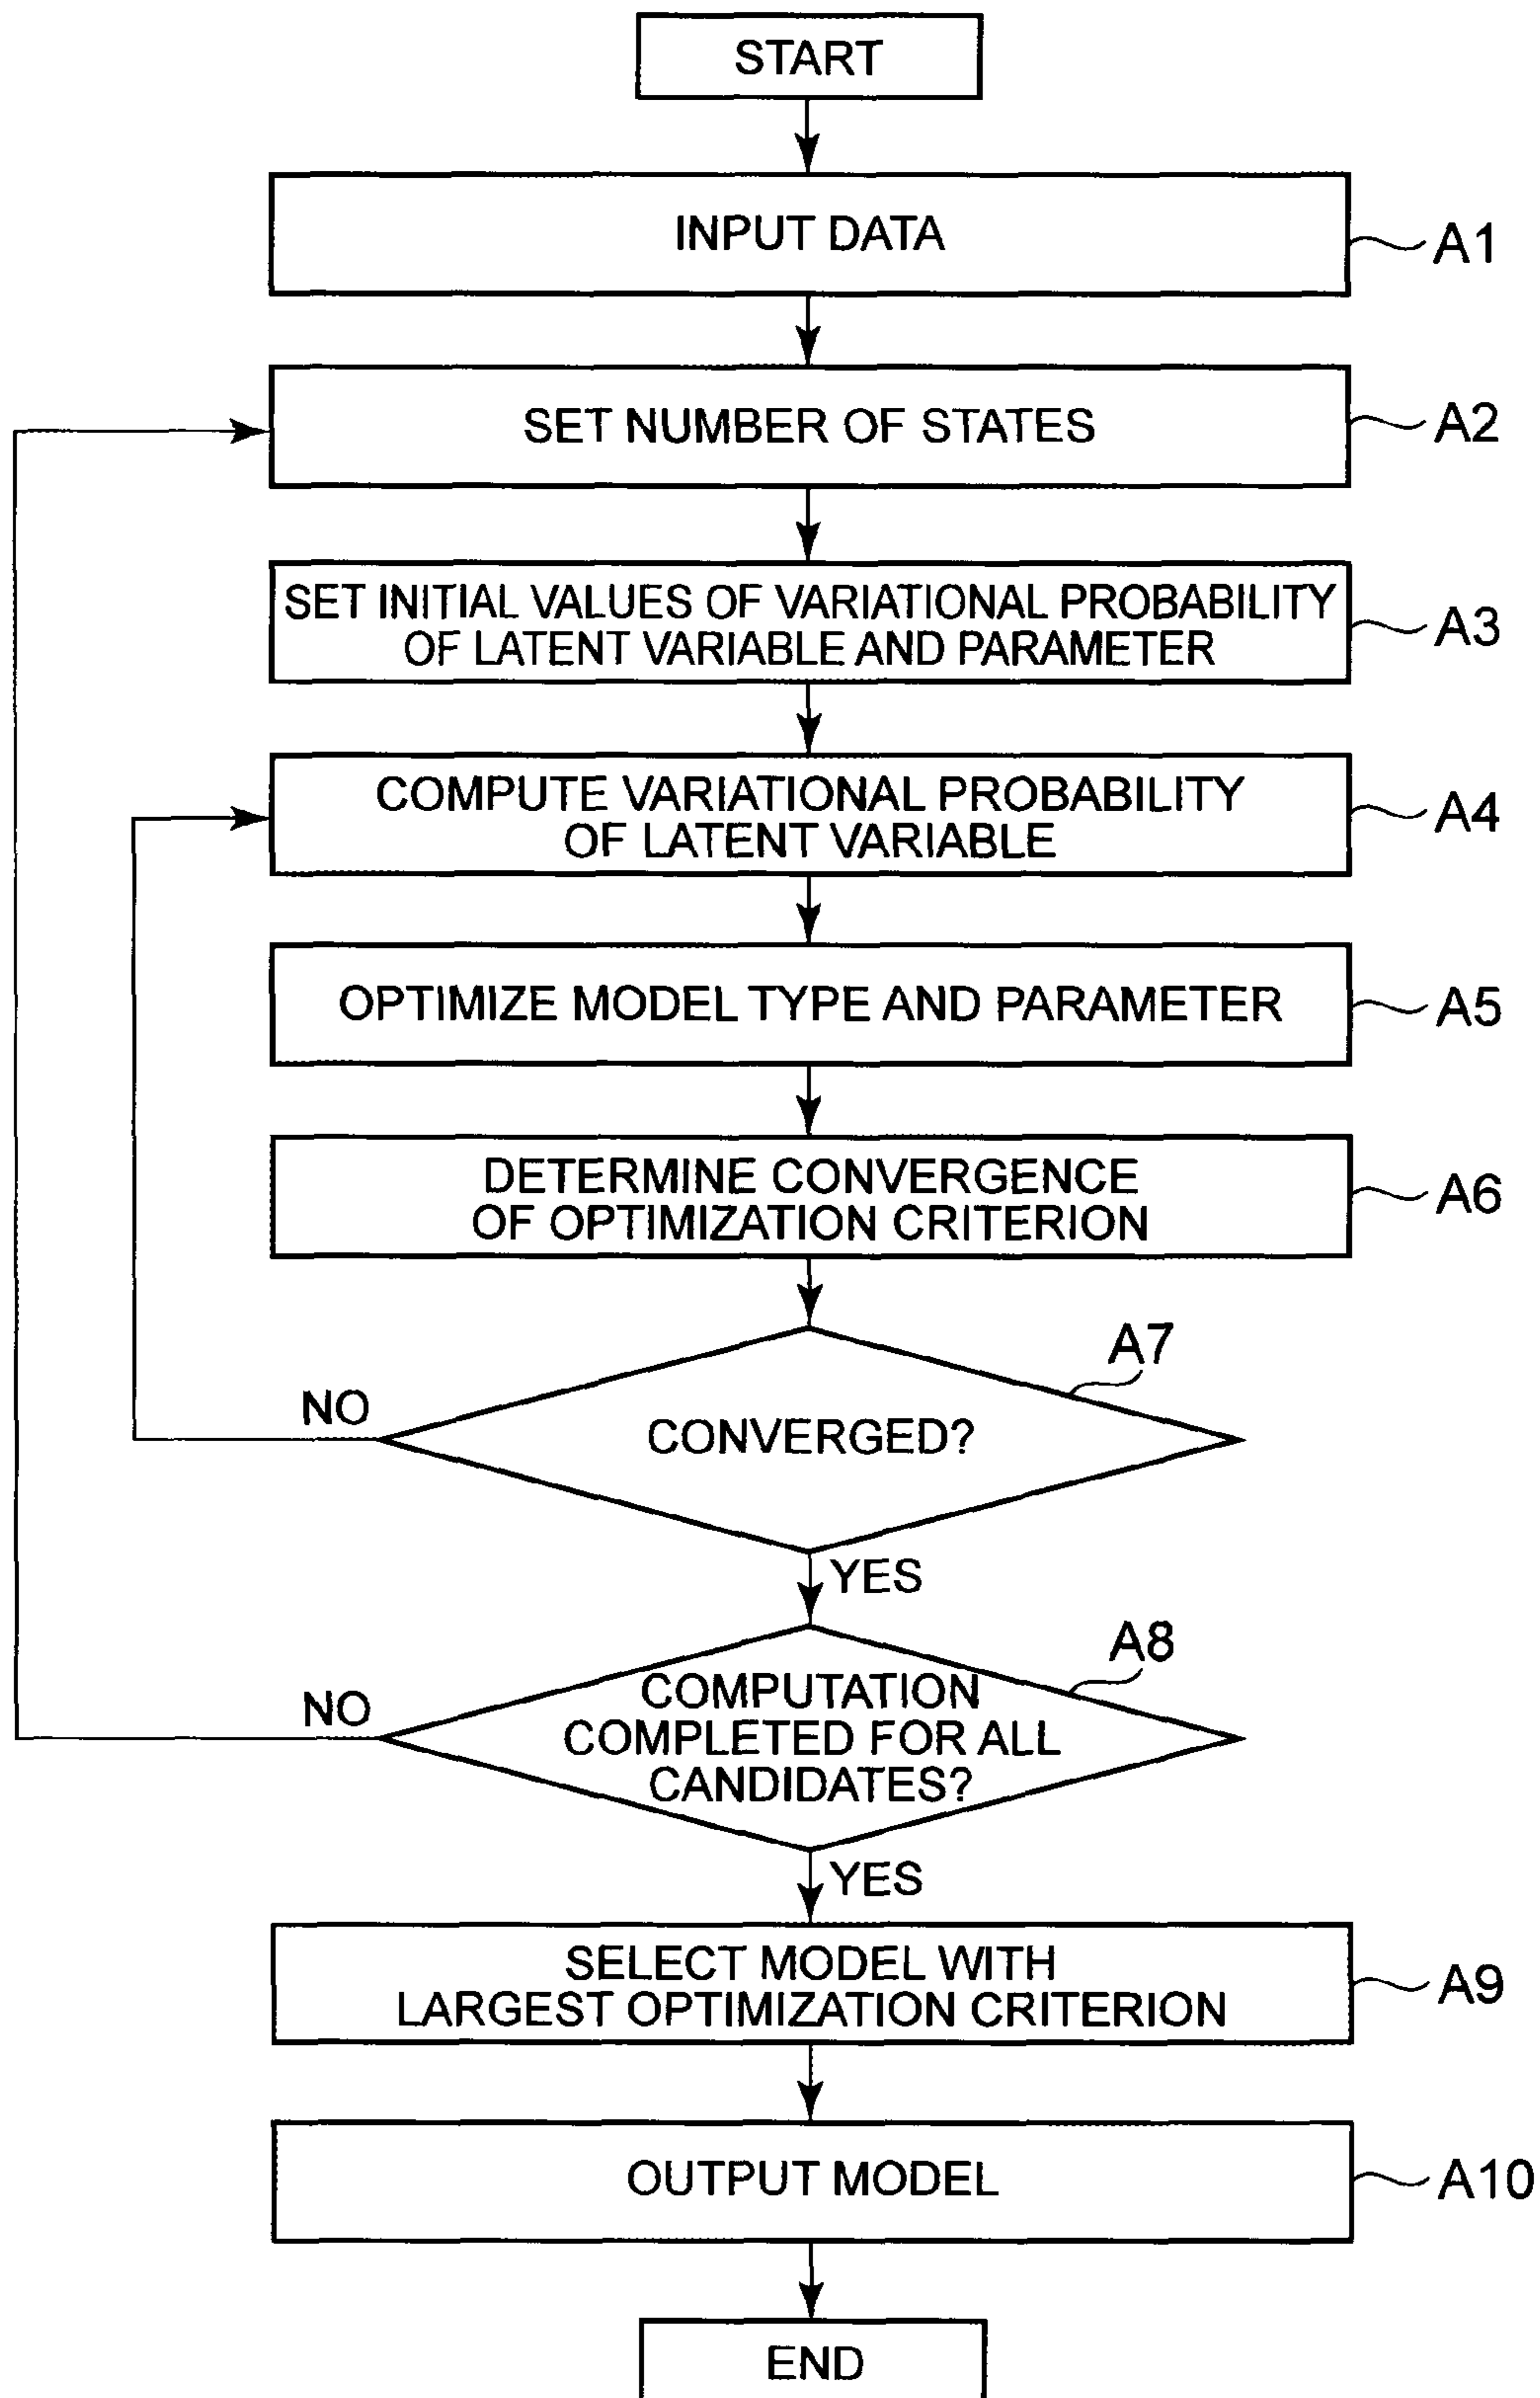 START
INPUT DATA
A1
SET NUMBER OF STATES
A2
SET INITIAL VALUES OF VARIATIONAL PROBABILITY
OF LATENT VARIABLE AND PARAMETER
A3
COMPUTE VARIATIONAL PROBABILITY
OF LATENT VARIABLE
A4
OPTIMIZE MODEL TYPE AND PARAMETER
A5
DETERMINE CONVERGENCE
OF OPTIMIZATION CRITERION
A6
A7
NO
CONVERGED?
YES
A8
NO
COMPUTATION
COMPLETED FOR ALL
CANDIDATES?
YES
SELECT MODEL WITH
LARGEST OPTIMIZATION CRITERION
A9
OUTPUT MODEL
A10
END